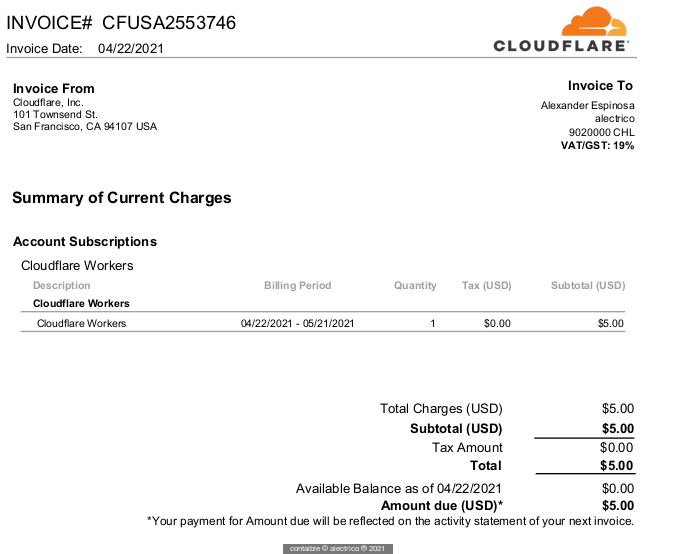 INVOICE# CFUSA2553746
Invoice Date: 04/22/2021
CLOUDFLARE
Invoice From
Cloudflare, Inc.
101 Townsend St.
San Francisco, CA 94107 USA
Invoice To
Alexander Espinosa
alectrico
9020000 CHL
VAT/GST: 19%
Summary of Current Charges
Account Subscriptions
Cloudflare Workers
Description Billing Period Quantity Tax (USD) Subtotal (USD)
Cloudflare Workers
Cloudflare Workers 04/22/2021 - 05/21/2021 1 $0.00 $5.00
Total Charges (USD) $5.00
Subtotal (USD) $5.00
Tax Amount $0.00
Total $5.00
Available Balance as of 04/22/2021 $0.00
Amount due (USD)* $5.00
*Your payment for Amount due will be reflected on the activity statement of your next invoice.
contaible © alectrico ® 2021